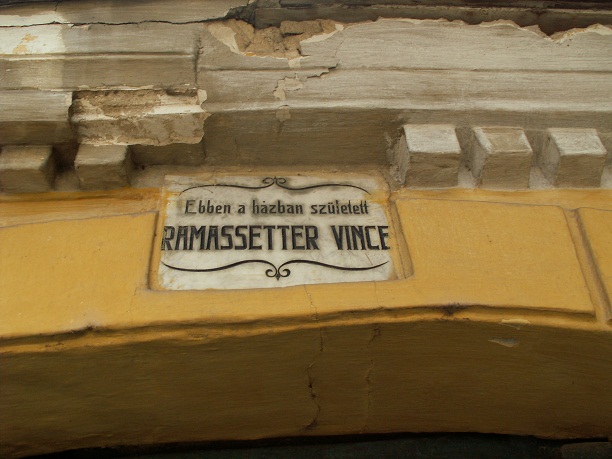 Ebben a házban született
RAMASSETTER VINCE